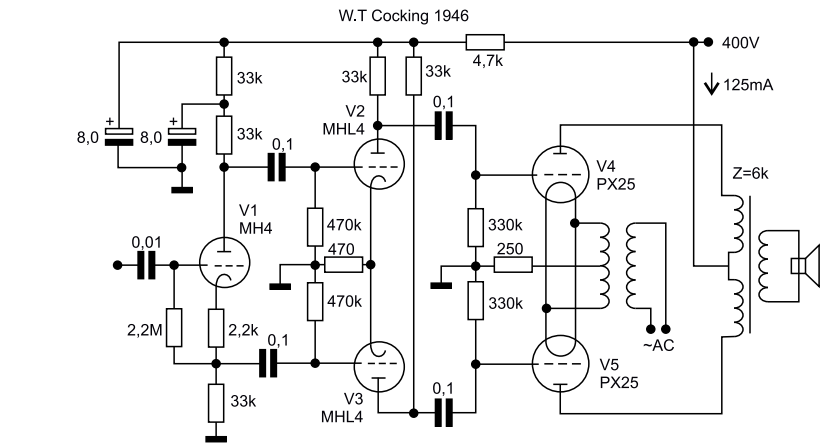 W.T Cocking 1946
400V
4,7k
125mA
33k
33k
33k
0,1
V2
MHL4
+
8,0
+
8,0
33k
0,1
V4
PX25
Z=6k
V1
MH4
470k
330k
0,01
470
250
470k
330k
2,2M
2,2k
0,1
~AC
V5
PX25
33k
V3
MHL4
0,1